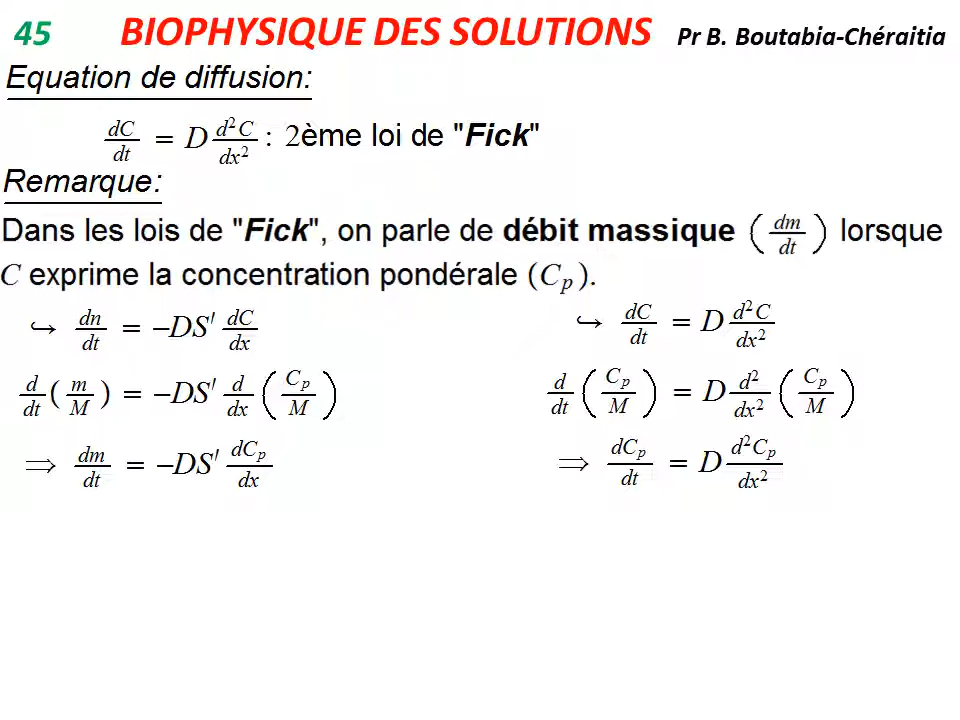 45 BIOPHYSIQUE DES SOLUTIONS Pr B. Boutabia-Chéraitia
Equation de diffusion:
dC/dt = D d²C/dx² : 2ème loi de "Fick"
Remarque:
Dans les lois de "Fick", on parle de débit massique (dm/dt) lorsque
C exprime la concentration pondérale (Cₚ).
↪ dn/dt = −DS′ dC/dx ↪ dC/dt = D d²C/dx²
d/dt(m/M) = −DS′ d/dx(Cₚ/M) d/dt(Cₚ/M) = D d²/dx²(Cₚ/M)
⇒ dm/dt = −DS′ dCₚ/dx ⇒ dCₚ/dt = D d²Cₚ/dx²